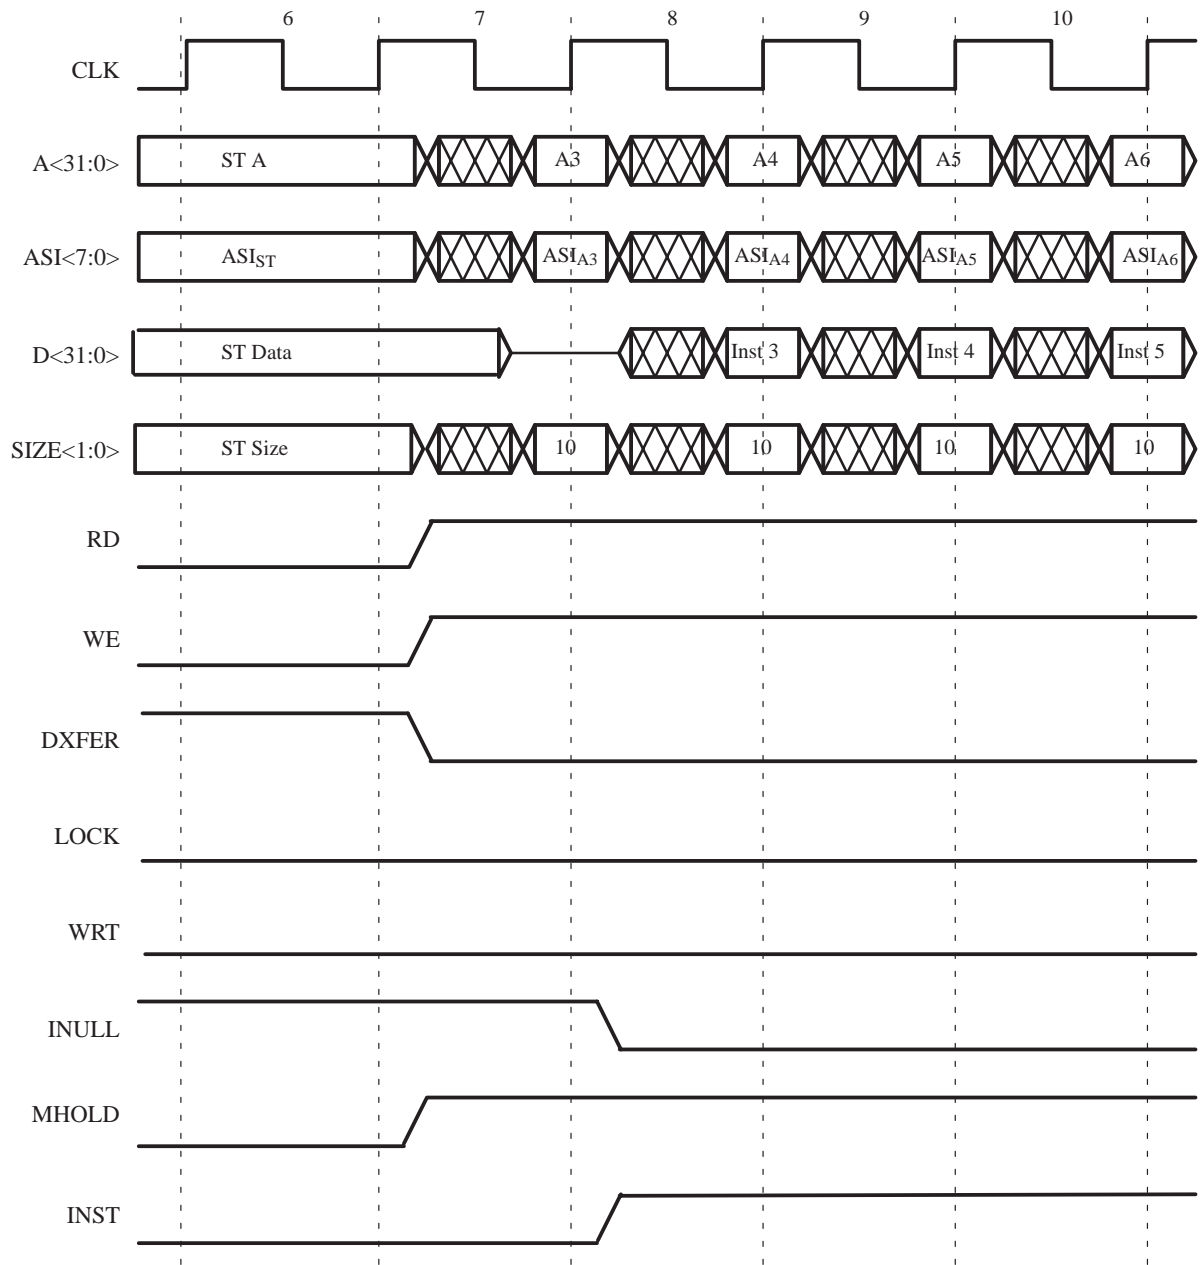 6 7 8 9 10
CLK
A<31:0> ST A A3 A4 A5 A6
ASI<7:0> ASIST ASIA3 ASIA4 ASIA5 ASIA6
D<31:0> ST Data Inst 3 Inst 4 Inst 5
SIZE<1:0> ST Size 10 10 10 10
RD
WE
DXFER
LOCK
WRT
INULL
MHOLD
INST